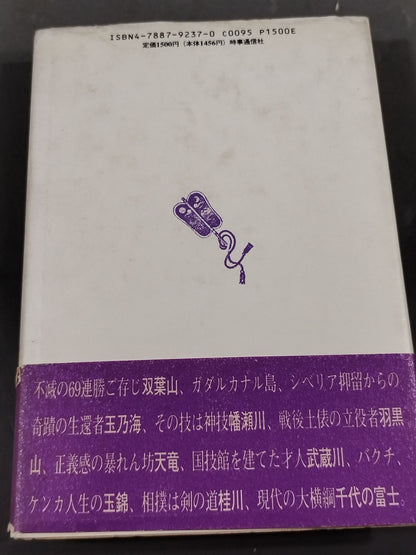 ISBN4-7887-9237-0 C0095 P1500E
定価1500円(本体1456円)時事通信社
不滅の69連勝ご存じ双葉山、ガダルカナル島、シベリア抑留からの
奇蹟の生還者玉乃海、その技は神技幡瀬川、戦後土俵の立役者羽黒
山、正義感の暴れん坊天竜、国技館を建てた才人武蔵川、バクチ、
ケンカ人生の玉錦、相撲は剣の道桂川、現代の大横綱千代の富士。